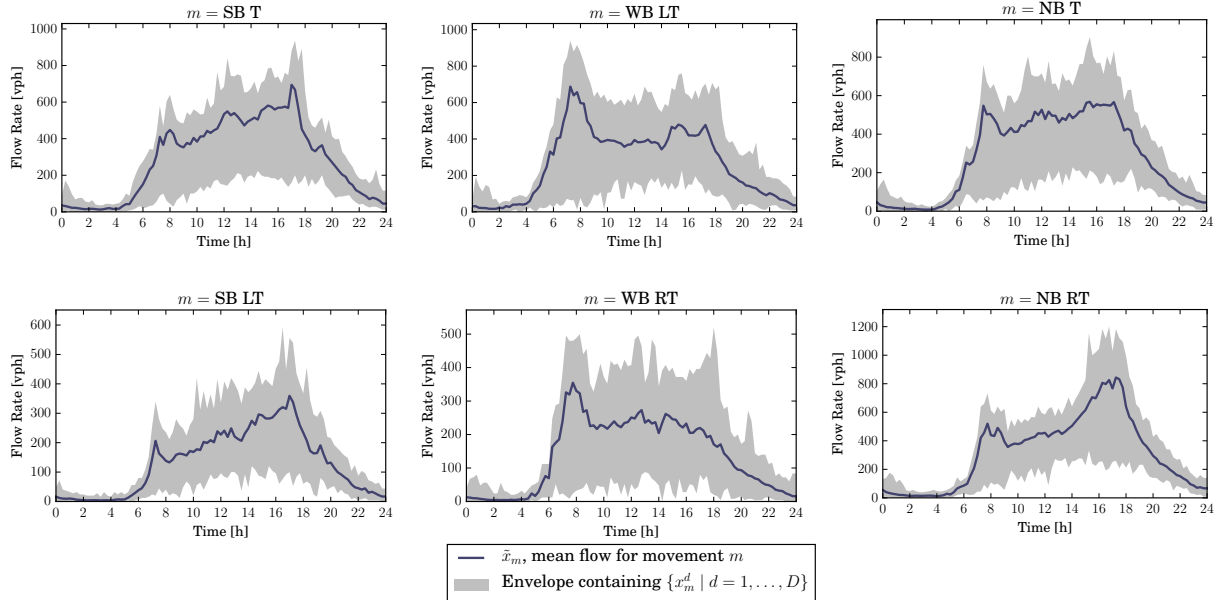 m = SB T
1000
800
600
400
200
0
Flow Rate [vph]
0 2 4 6 8 10 12 14 16 18 20 22 24
Time [h]
m = WB LT
1000
800
600
400
200
0
Flow Rate [vph]
0 2 4 6 8 10 12 14 16 18 20 22 24
Time [h]
m = NB T
800
600
400
200
0
Flow Rate [vph]
0 2 4 6 8 10 12 14 16 18 20 22 24
Time [h]
m = SB LT
600
500
400
300
200
100
0
Flow Rate [vph]
0 2 4 6 8 10 12 14 16 18 20 22 24
Time [h]
m = WB RT
500
400
300
200
100
0
Flow Rate [vph]
0 2 4 6 8 10 12 14 16 18 20 22 24
Time [h]
m = NB RT
1200
1000
800
600
400
200
0
Flow Rate [vph]
0 2 4 6 8 10 12 14 16 18 20 22 24
Time [h]
x̃_m, mean flow for movement m
Envelope containing {x_m^d | d = 1, . . . , D}